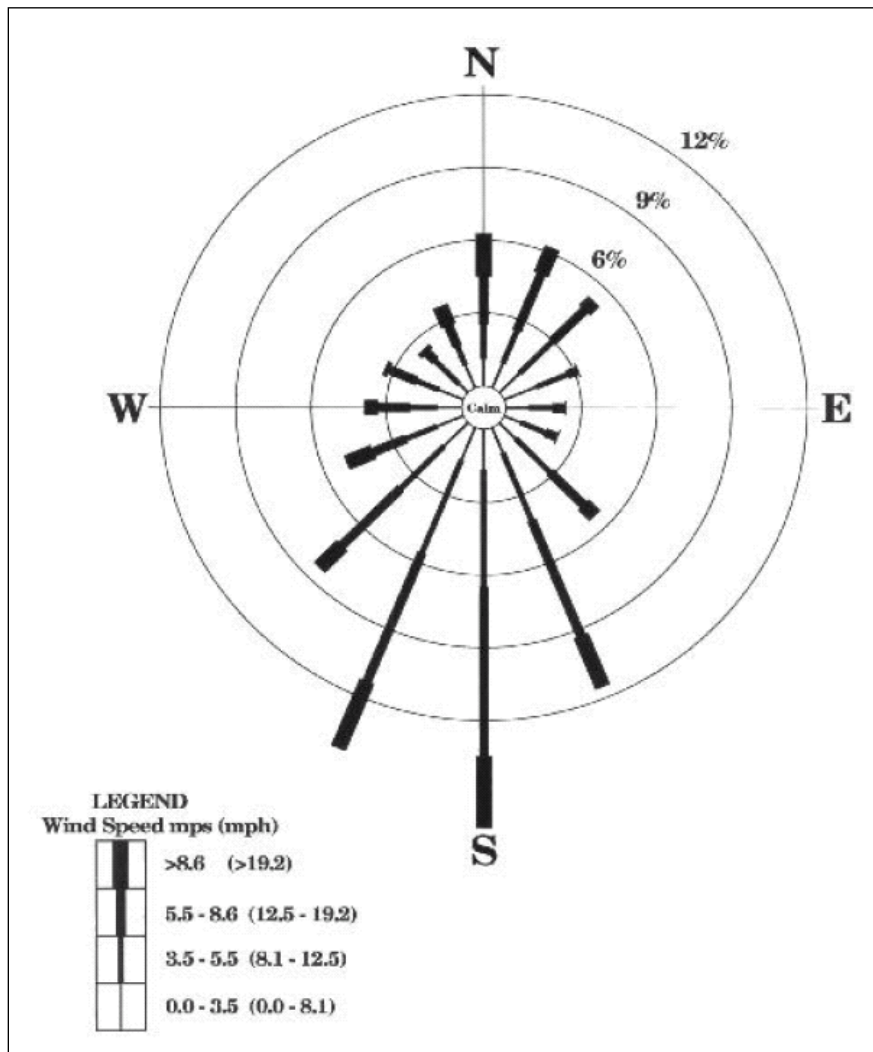 N
12%
9%
6%
W
Calm
E
S
LEGEND
Wind Speed mps (mph)
>8.6 (>19.2)
5.5 - 8.6 (12.5 - 19.2)
3.5 - 5.5 (8.1 - 12.5)
0.0 - 3.5 (0.0 - 8.1)